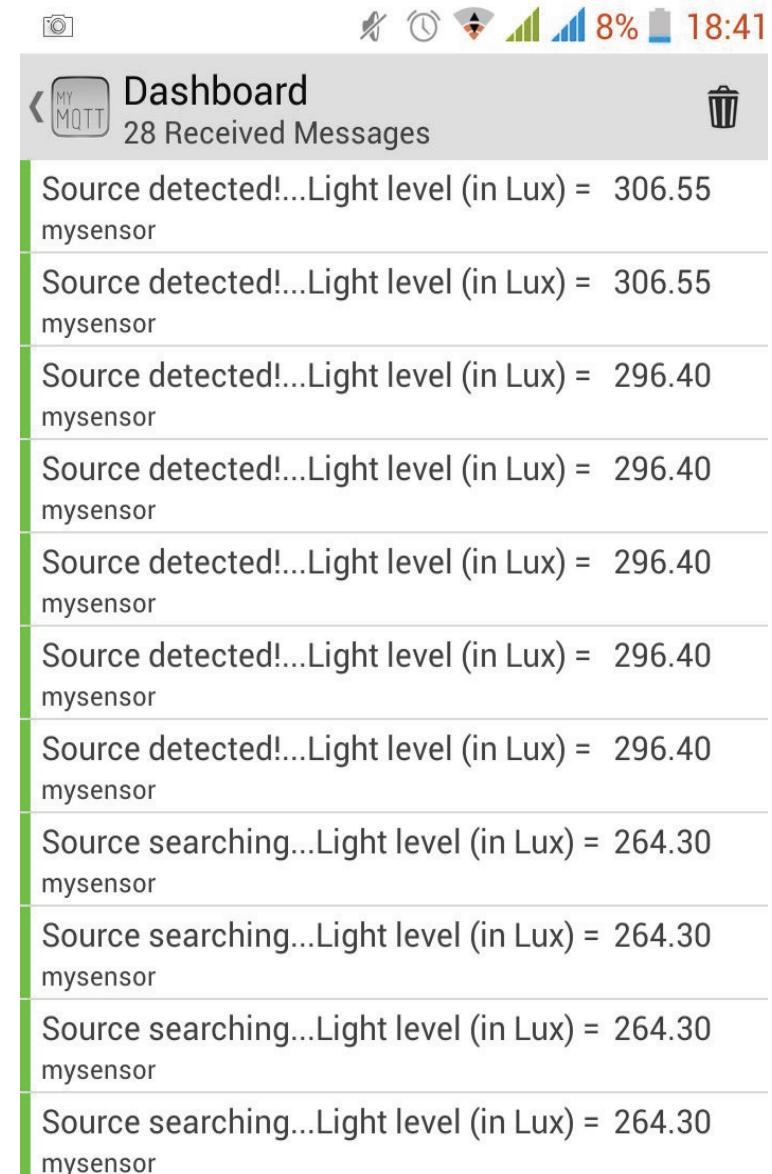 8% 18:41
MY
MQTT
Dashboard
28 Received Messages
Source detected!...Light level (in Lux) = 306.55
mysensor
Source detected!...Light level (in Lux) = 306.55
mysensor
Source detected!...Light level (in Lux) = 296.40
mysensor
Source detected!...Light level (in Lux) = 296.40
mysensor
Source detected!...Light level (in Lux) = 296.40
mysensor
Source detected!...Light level (in Lux) = 296.40
mysensor
Source detected!...Light level (in Lux) = 296.40
mysensor
Source searching...Light level (in Lux) = 264.30
mysensor
Source searching...Light level (in Lux) = 264.30
mysensor
Source searching...Light level (in Lux) = 264.30
mysensor
Source searching...Light level (in Lux) = 264.30
mysensor